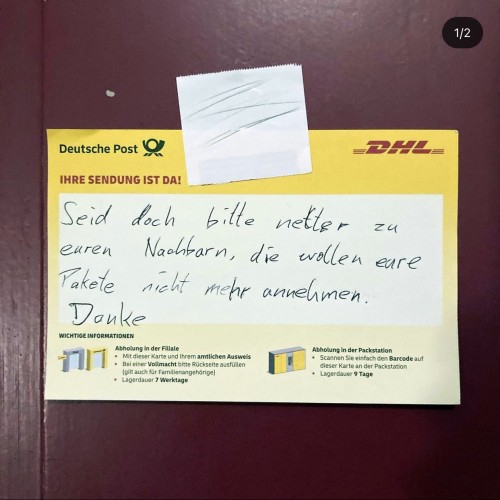 1/2
Deutsche Post
DHL
IHRE SENDUNG IST DA!
Seid doch bitte netter zu
euren Nachbarn, die wollen eure
Pakete nicht mehr annehmen.
Danke
WICHTIGE INFORMATIONEN
Abholung in der Filiale
• Mit dieser Karte und Ihrem amtlichen Ausweis
• Bei einer Vollmacht bitte Rückseite ausfüllen
(gilt auch für Familienangehörige)
• Lagerdauer 7 Werktage
Abholung in der Packstation
• Scannen Sie einfach den Barcode auf
dieser Karte an der Packstation
• Lagerdauer 9 Tage